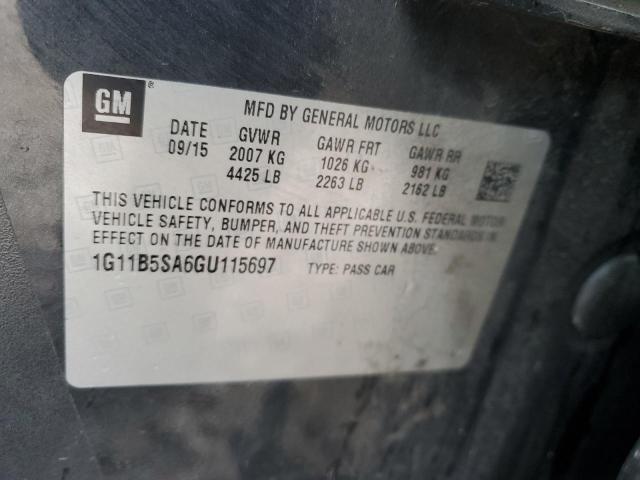 GM ®
MFD BY GENERAL MOTORS LLC
DATE GVWR GAWR FRT GAWR RR
09/15 2007 KG 1026 KG 981 KG
4425 LB 2263 LB 2162 LB
THIS VEHICLE CONFORMS TO ALL APPLICABLE U.S. FEDERAL MOTOR
VEHICLE SAFETY, BUMPER, AND THEFT PREVENTION STANDARDS IN
EFFECT ON THE DATE OF MANUFACTURE SHOWN ABOVE.
1G11B5SA6GU115697 TYPE: PASS CAR